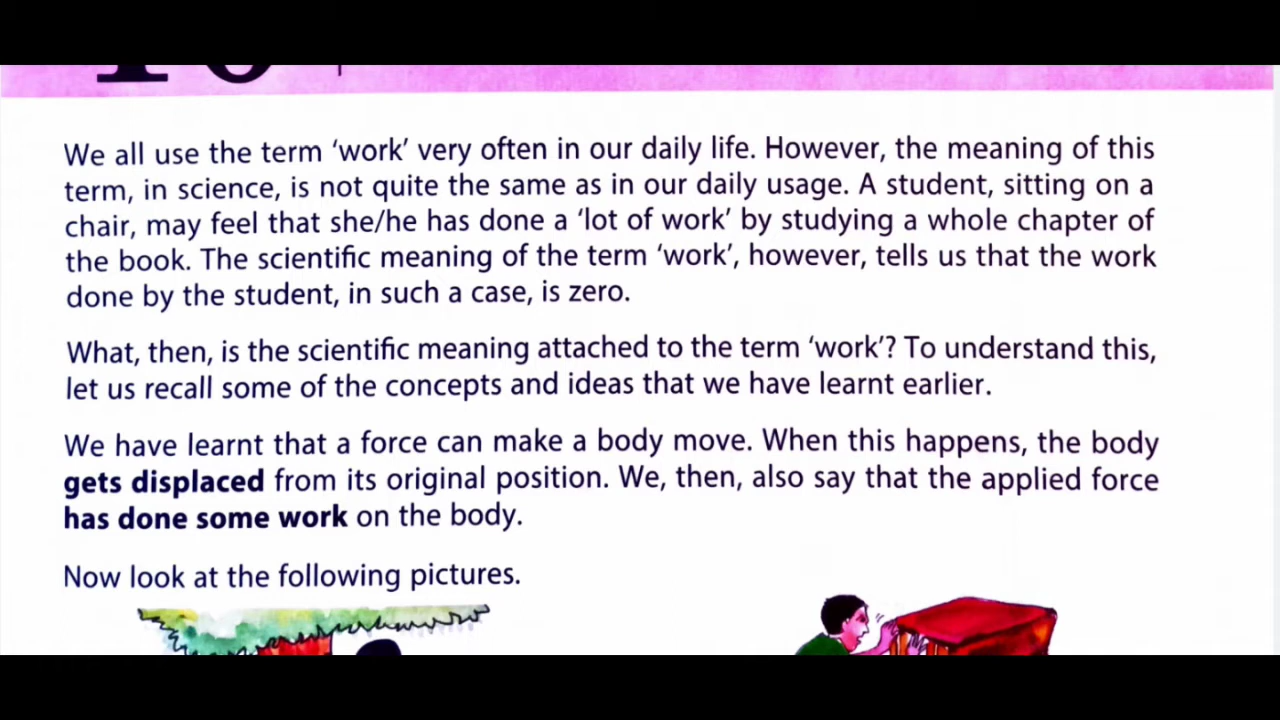 We all use the term ‘work’ very often in our daily life. However, the meaning of this
term, in science, is not quite the same as in our daily usage. A student, sitting on a
chair, may feel that she/he has done a ‘lot of work’ by studying a whole chapter of
the book. The scientific meaning of the term ‘work’, however, tells us that the work
done by the student, in such a case, is zero.
What, then, is the scientific meaning attached to the term ‘work’? To understand this,
let us recall some of the concepts and ideas that we have learnt earlier.
We have learnt that a force can make a body move. When this happens, the body
gets displaced from its original position. We, then, also say that the applied force
has done some work on the body.
Now look at the following pictures.